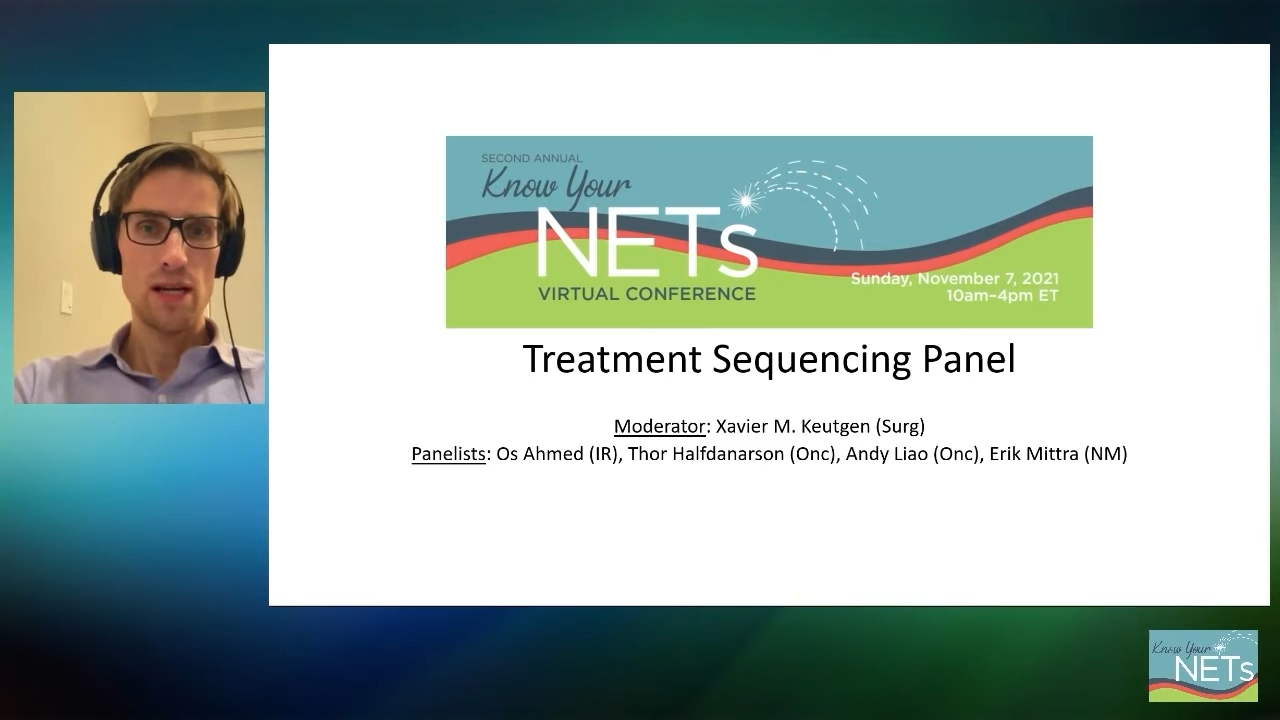 SECOND ANNUAL
Know Your
NETs
VIRTUAL CONFERENCE
Sunday, November 7, 2021
10am–4pm ET
Treatment Sequencing Panel
Moderator: Xavier M. Keutgen (Surg)
Panelists: Os Ahmed (IR), Thor Halfdanarson (Onc), Andy Liao (Onc), Erik Mittra (NM)
Know Your
NETs